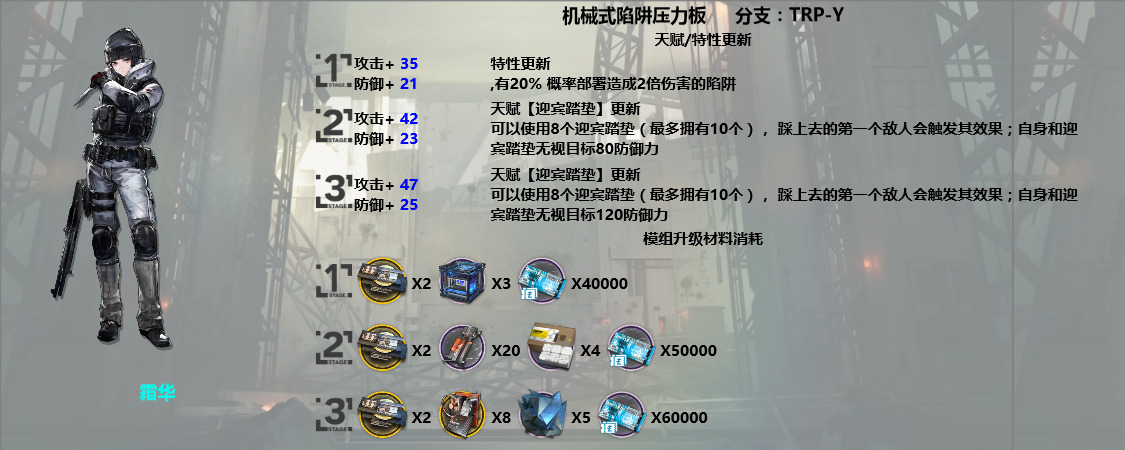 机械式陷阱压力板 分支：TRP-Y
天赋/特性更新
1 STAGE
攻击+ 35
防御+ 21
特性更新
,有20% 概率部署造成2倍伤害的陷阱
2 STAGE
攻击+ 42
防御+ 23
天赋【迎宾踏垫】更新
可以使用8个迎宾踏垫（最多拥有10个），踩上去的第一个敌人会触发其效果；自身和迎
宾踏垫无视目标80防御力
3 STAGE
攻击+ 47
防御+ 25
天赋【迎宾踏垫】更新
可以使用8个迎宾踏垫（最多拥有10个），踩上去的第一个敌人会触发其效果；自身和迎
宾踏垫无视目标120防御力
模组升级材料消耗
1 STAGE X2 X3 X40000
2 STAGE X2 X20 X4 X50000
霜华
3 STAGE X2 X8 X5 X60000